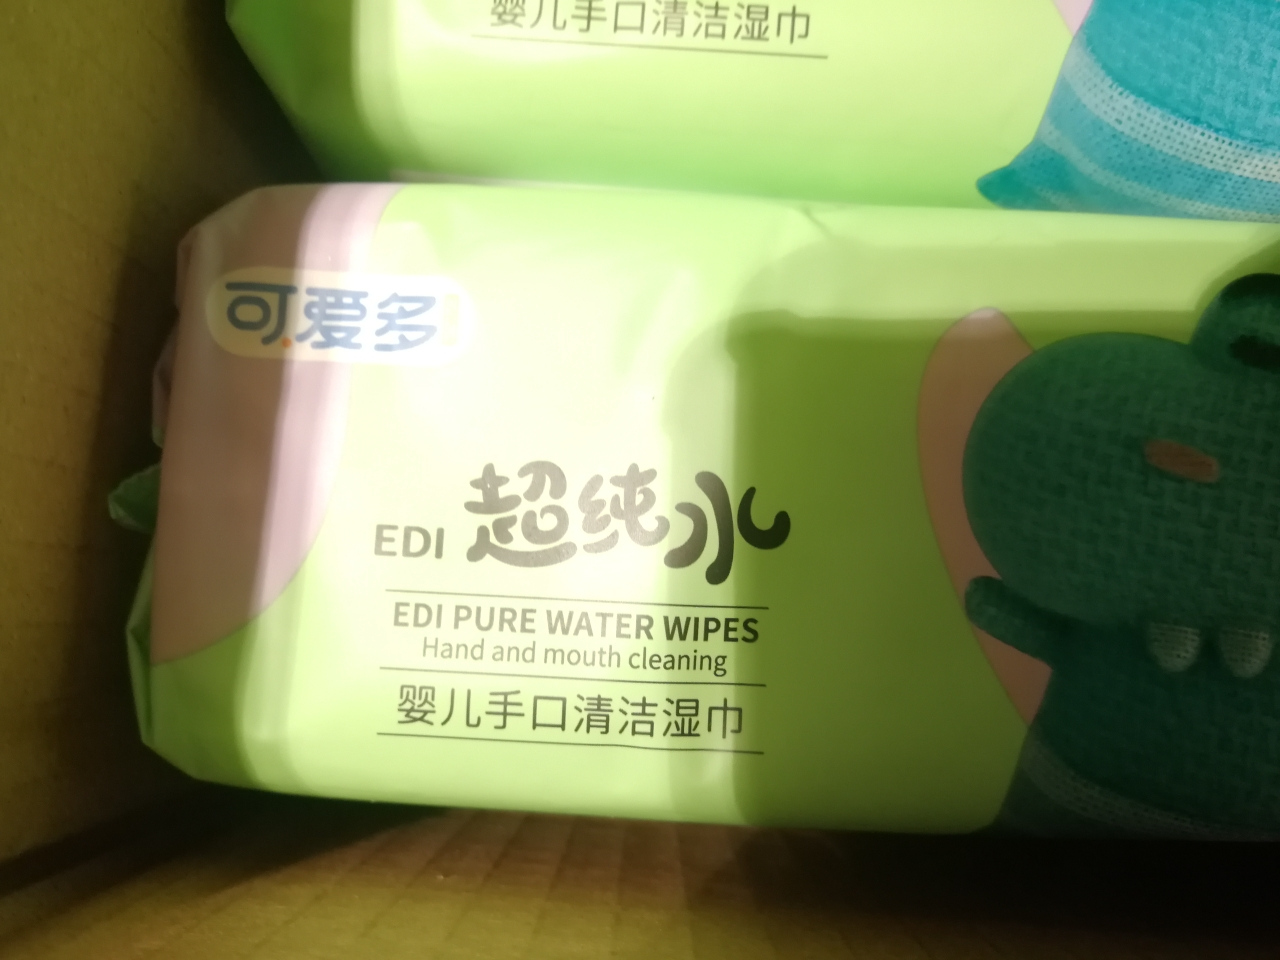 婴儿手口清洁湿巾
可爱多
EDI 超纯水
EDI PURE WATER WIPES
Hand and mouth cleaning
婴儿手口清洁湿巾